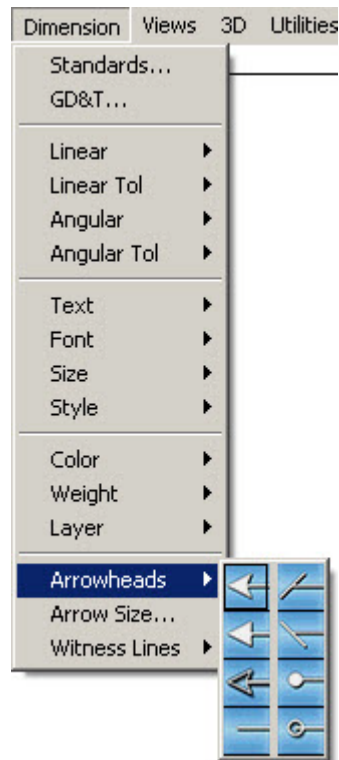 Dimension Views 3D Utilities
Standards...
GD&T...
Linear
Linear Tol
Angular
Angular Tol
Text
Font
Size
Style
Color
Weight
Layer
Arrowheads
Arrow Size...
Witness Lines